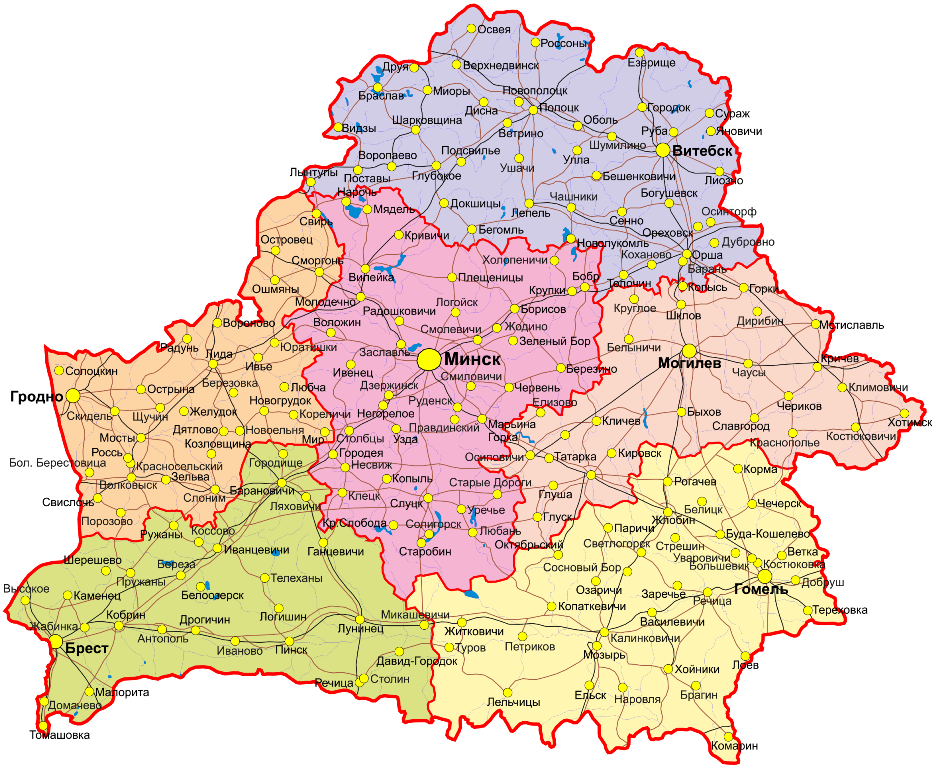 Освея
Россоны
Езерище
Друя
Верхнедвинск
Браслав
Миоры
Дисна
Новополоцк
Полоцк
Городок
Сураж
Видзы
Шарковщина
Ветрино
Оболь
Руба
Яновичи
Шумилино
Витебск
Воропаево
Подсвилье
Лынтупы
Поставы
Глубокое
Ушачи
Улла
Бешенковичи
Лиозно
Нарочь
Мядель
Докшицы
Лепель
Чашники
Богушевск
Свирь
Сенно
Осинторф
Островец
Кривичи
Бегомль
Новолукомль
Ореховск
Дубровно
Сморгонь
Вилейка
Холпеничи
Коханово
Орша
Барань
Ошмяны
Плещеницы
Бобр
Толочин
Молодечно
Логойск
Крупки
Копысь
Горки
Вороново
Радошковичи
Борисов
Круглое
Шклов
Дирибин
Мстиславль
Радунь
Воложин
Смолевичи
Жодино
Лида
Юратишки
Заславль
Зеленый Бор
Белыничи
Ивье
Минск
Могилев
Кричев
Солоцкин
Ивенец
Смиловичи
Березино
Чаусы
Гродно
Острына
Березовка
Любча
Дзержинск
Червень
Климовичи
Скидель
Щучин
Желудок
Новогрудок
Кореличи
Негорелое
Руденск
Елизово
Быхов
Чериков
Хотимск
Мосты
Дятлово
Новоельня
Мир
Столбцы
Узда
Правдинский
Марьина
Горка
Кличев
Славгород
Костюковичи
Россь
Козловщина
Краснополье
Бол. Берестовица
Красносельский
Городище
Городея
Осиповичи
Татарка
Кировск
Волковыск
Зельва
Несвиж
Корма
Свислочь
Слоним
Барановичи
Клецк
Копыль
Старые Дороги
Глуша
Рогачев
Порозово
Ляховичи
Слуцк
Уречье
Белицк
Чечерск
Ружаны
Коссово
Кр.Слобода
Солигорск
Любань
Глуск
Паричи
Жлобин
Буда-Кошелево
Ивацевичи
Ганцевичи
Старобин
Октябрьский
Светлогорск
Стрешин
Уваровичи
Ветка
Шерешево
Береза
Сосновый Бор
Большевик
Костюковка
Высокое
Пружаны
Белоозерск
Телеханы
Озаричи
Заречье
Гомель
Добруш
Каменец
Речица
Кобрин
Дрогичин
Логишин
Микашевичи
Копаткевичи
Василевичи
Тереховка
Жабинка
Антополь
Лунинец
Житковичи
Калинковичи
Брест
Иваново
Пинск
Туров
Петриков
Мозырь
Давид-Городок
Лоев
Малорита
Речица
Столин
Хойники
Доманево
Лельчицы
Ельск
Наровля
Брагин
Томашовка
Комарин